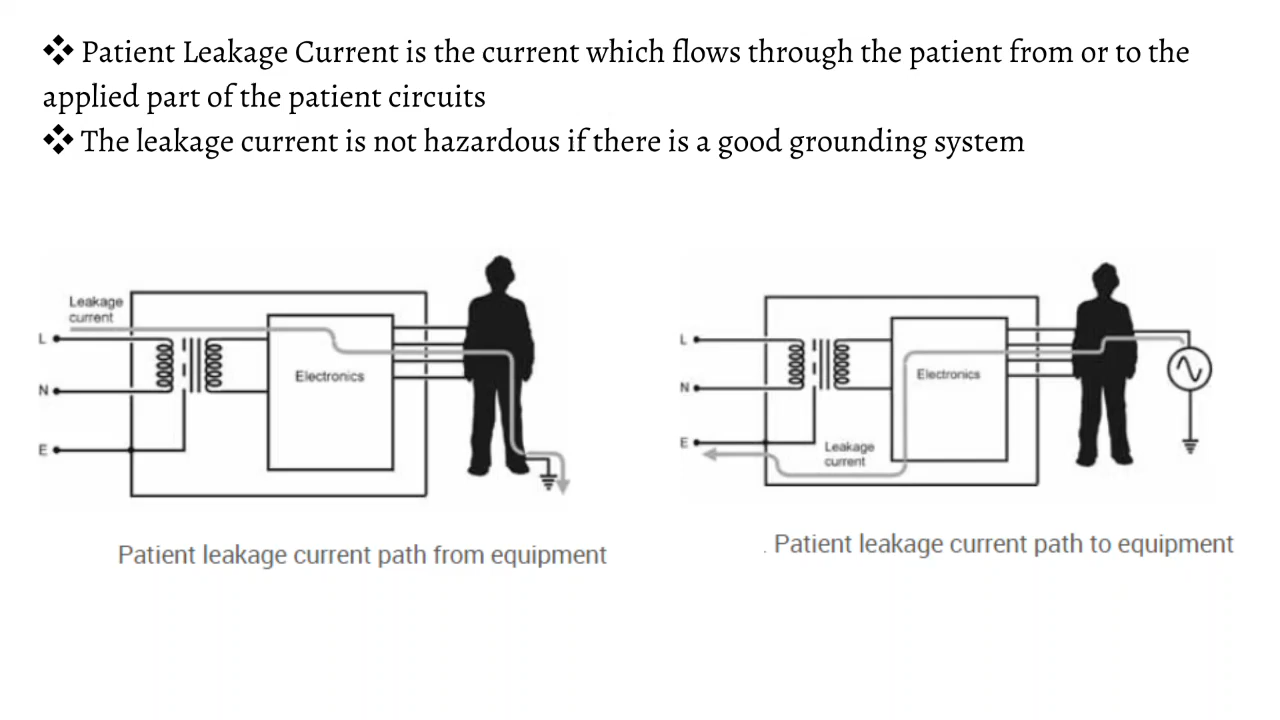 ❖ Patient Leakage Current is the current which flows through the patient from or to the
applied part of the patient circuits
❖ The leakage current is not hazardous if there is a good grounding system
Leakage
current
L
N
E
Electronics
Patient leakage current path from equipment
L
N
E
Electronics
Leakage
current
. Patient leakage current path to equipment